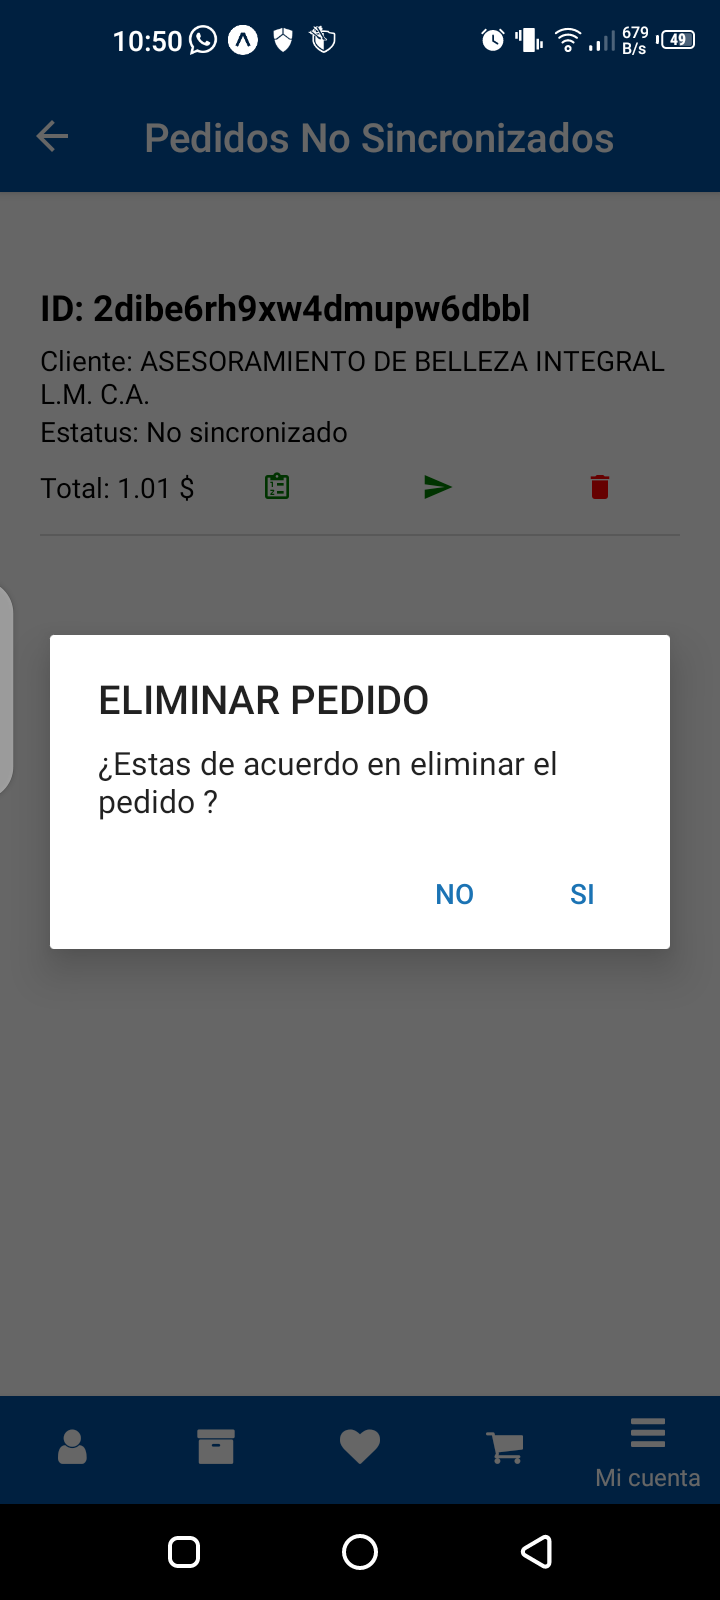 10:50
679
B/s
49
Pedidos No Sincronizados
ID: 2dibe6rh9xw4dmupw6dbbl
Cliente: ASESORAMIENTO DE BELLEZA INTEGRAL
L.M. C.A.
Estatus: No sincronizado
Total: 1.01 $
ELIMINAR PEDIDO
¿Estas de acuerdo en eliminar el
pedido ?
NO SI
Mi cuenta